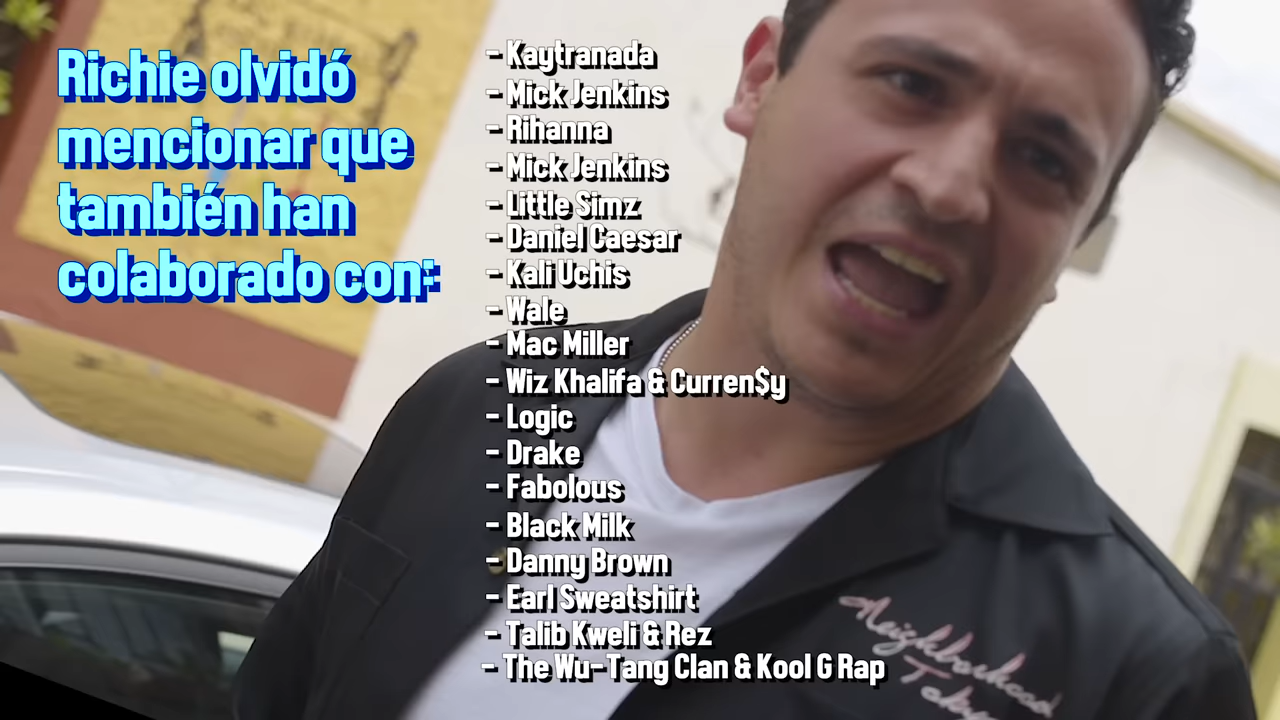 Richie olvidó
mencionar que
también han
colaborado con:
- Kaytranada
- Mick Jenkins
- Rihanna
- Mick Jenkins
- Little Simz
- Daniel Caesar
- Kali Uchis
- Wale
- Mac Miller
- Wiz Khalifa & Curren$y
- Logic
- Drake
- Fabolous
- Black Milk
- Danny Brown
- Earl Sweatshirt
- Talib Kweli & Rez
- The Wu-Tang Clan & Kool G Rap
Neighborhood